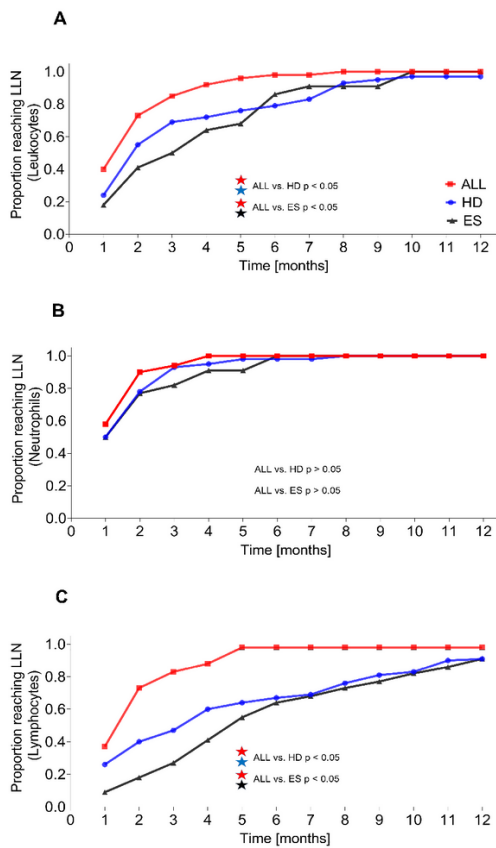 A
Proportion reaching LLN
(Leukocytes)
1.0
0.8
0.6
0.4
0.2
0.0
ALL vs. HD p < 0.05
ALL vs. ES p < 0.05
ALL
HD
ES
0 1 2 3 4 5 6 7 8 9 10 11 12
Time [months]
B
Proportion reaching LLN
(Neutrophils)
1.0
0.8
0.6
0.4
0.2
0.0
ALL vs. HD p > 0.05
ALL vs. ES p > 0.05
0 1 2 3 4 5 6 7 8 9 10 11 12
Time [months]
C
Proportion reaching LLN
(Lymphocytes)
1.0
0.8
0.6
0.4
0.2
0.0
ALL vs. HD p < 0.05
ALL vs. ES p < 0.05
0 1 2 3 4 5 6 7 8 9 10 11 12
Time [months]